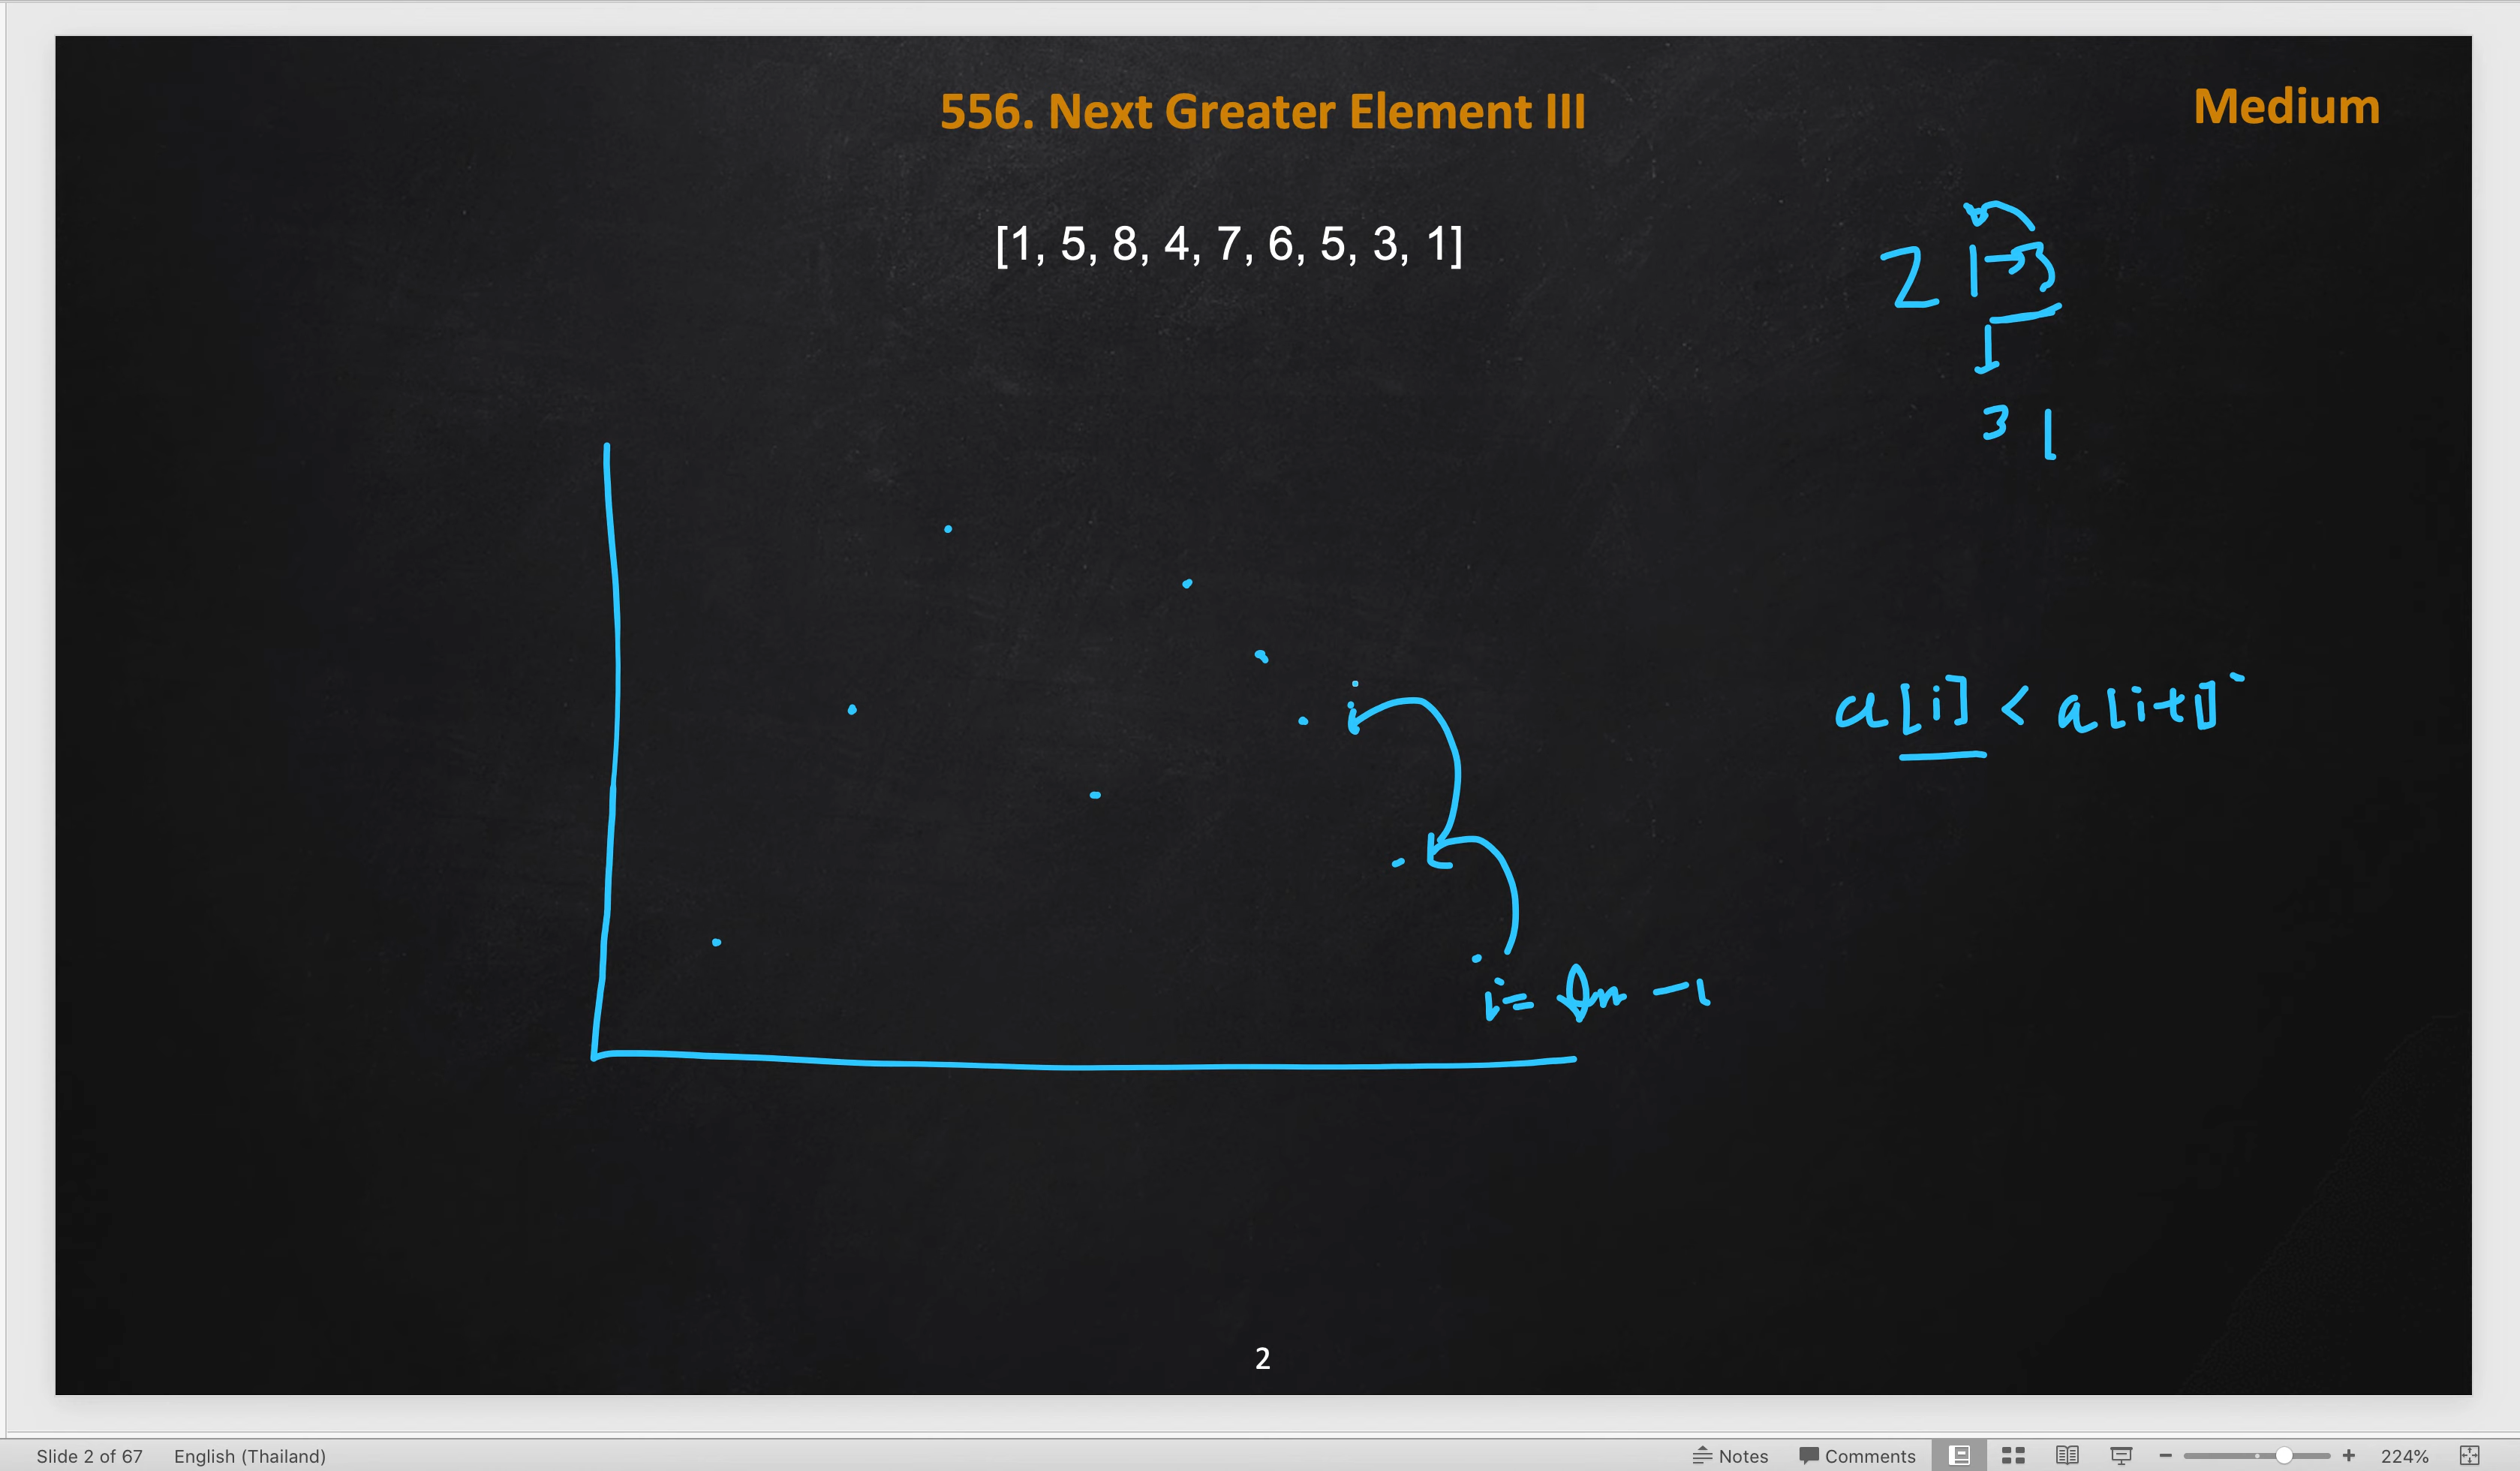 556. Next Greater Element III
Medium
[1, 5, 8, 4, 7, 6, 5, 3, 1]
2 1 3
3 1
a[i] < a[i+1]
i
i = len - 1
2
Slide 2 of 67
English (Thailand)
Notes
Comments
224%